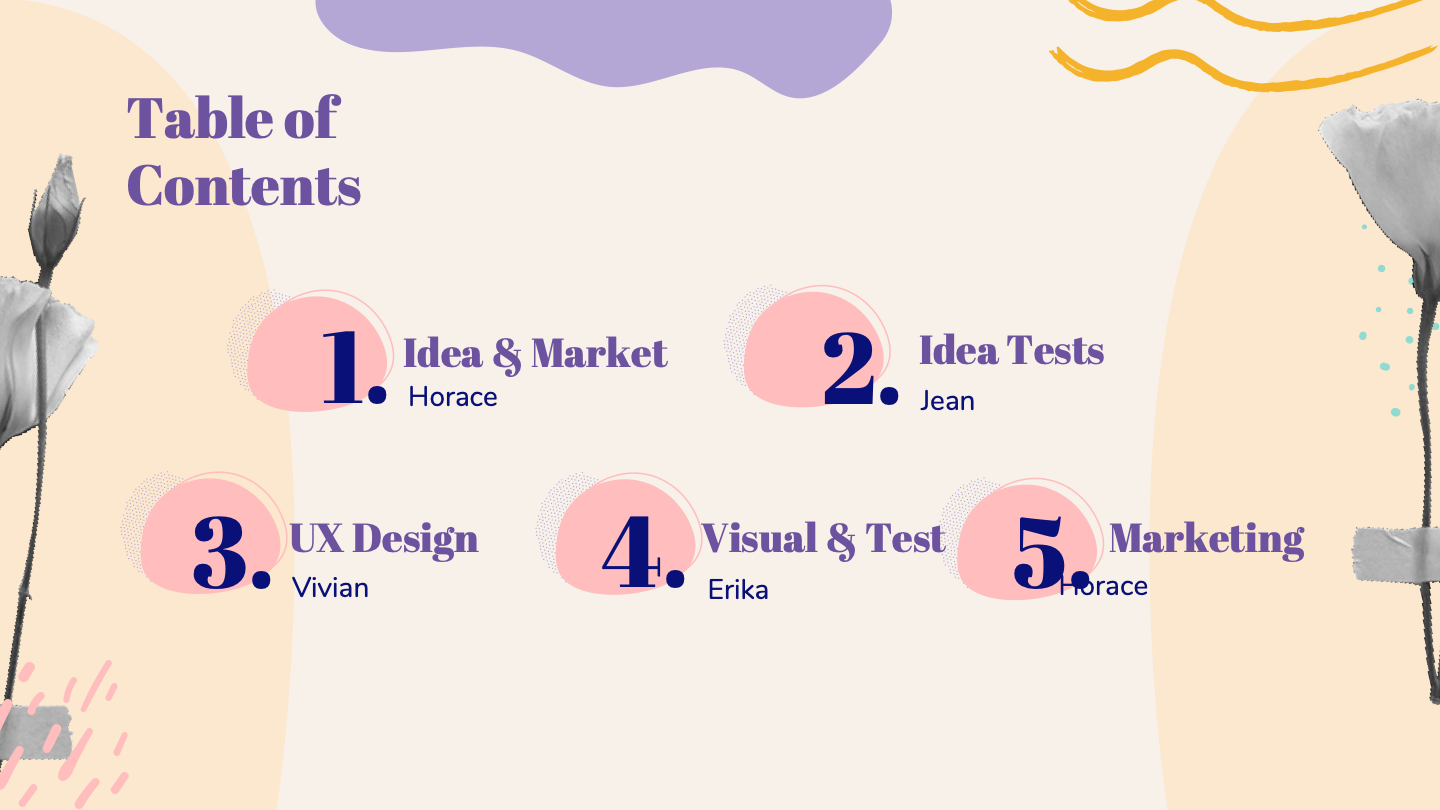 Table of
Contents
1.
Idea & Market
Horace
2.
Idea Tests
Jean
3.
UX Design
Vivian
4.
Visual & Test
Erika
5.
Marketing
Horace